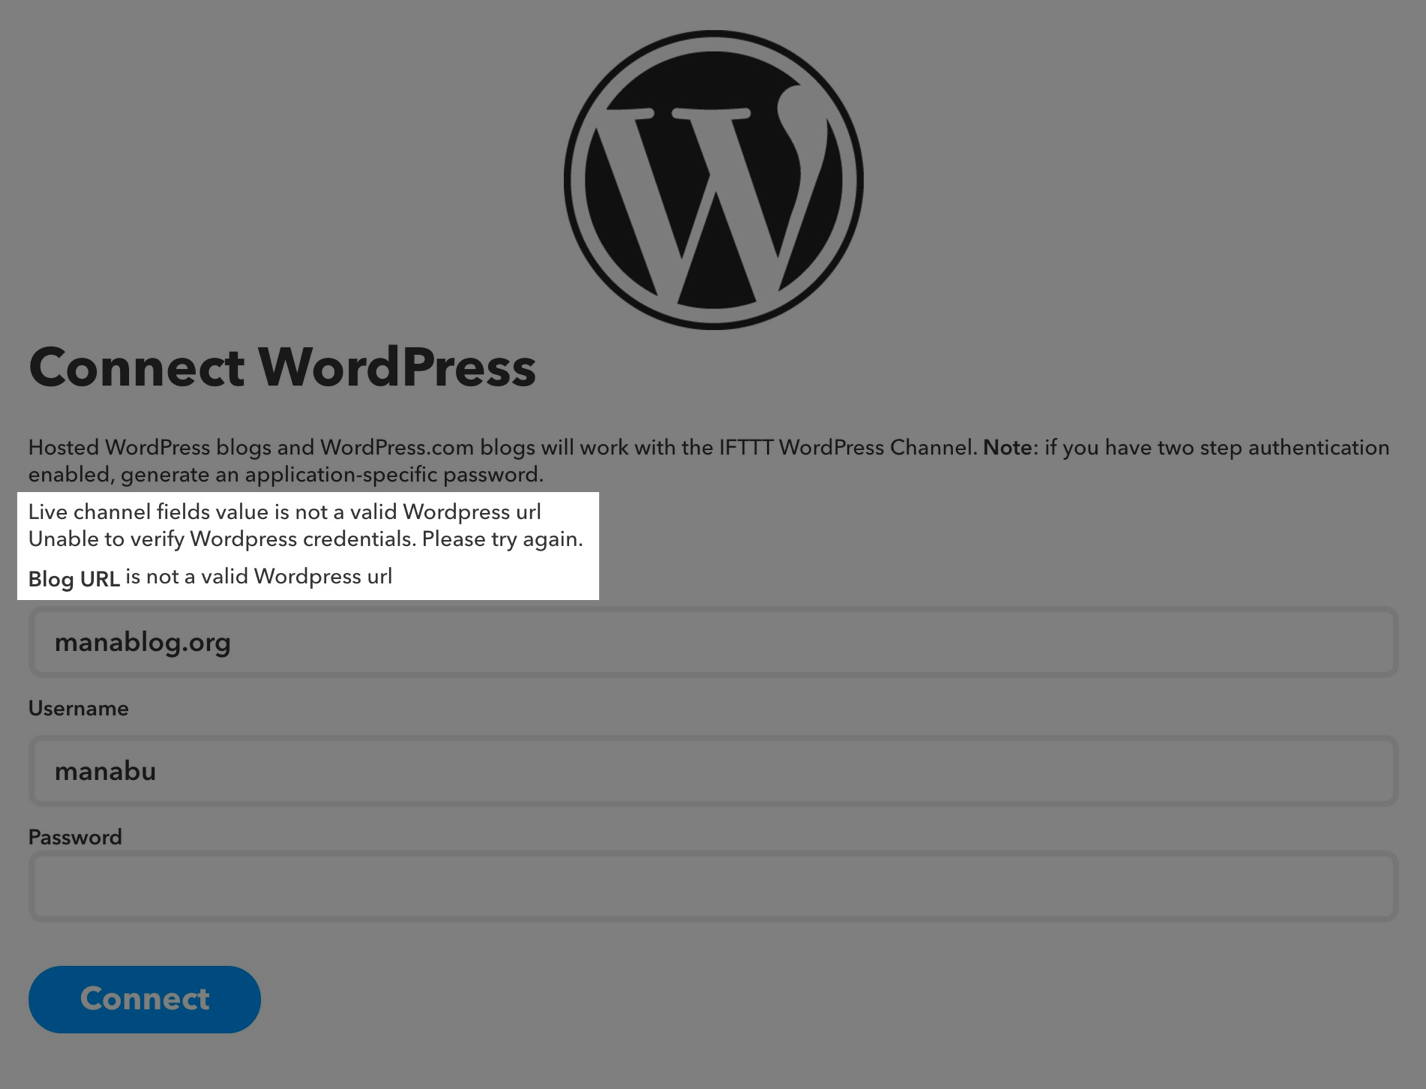 Connect WordPress
Hosted WordPress blogs and WordPress.com blogs will work with the IFTTT WordPress Channel. Note: if you have two step authentication
enabled, generate an application-specific password.
Live channel fields value is not a valid Wordpress url
Unable to verify Wordpress credentials. Please try again.
Blog URL is not a valid Wordpress url
manablog.org
Username
manabu
Password
Connect